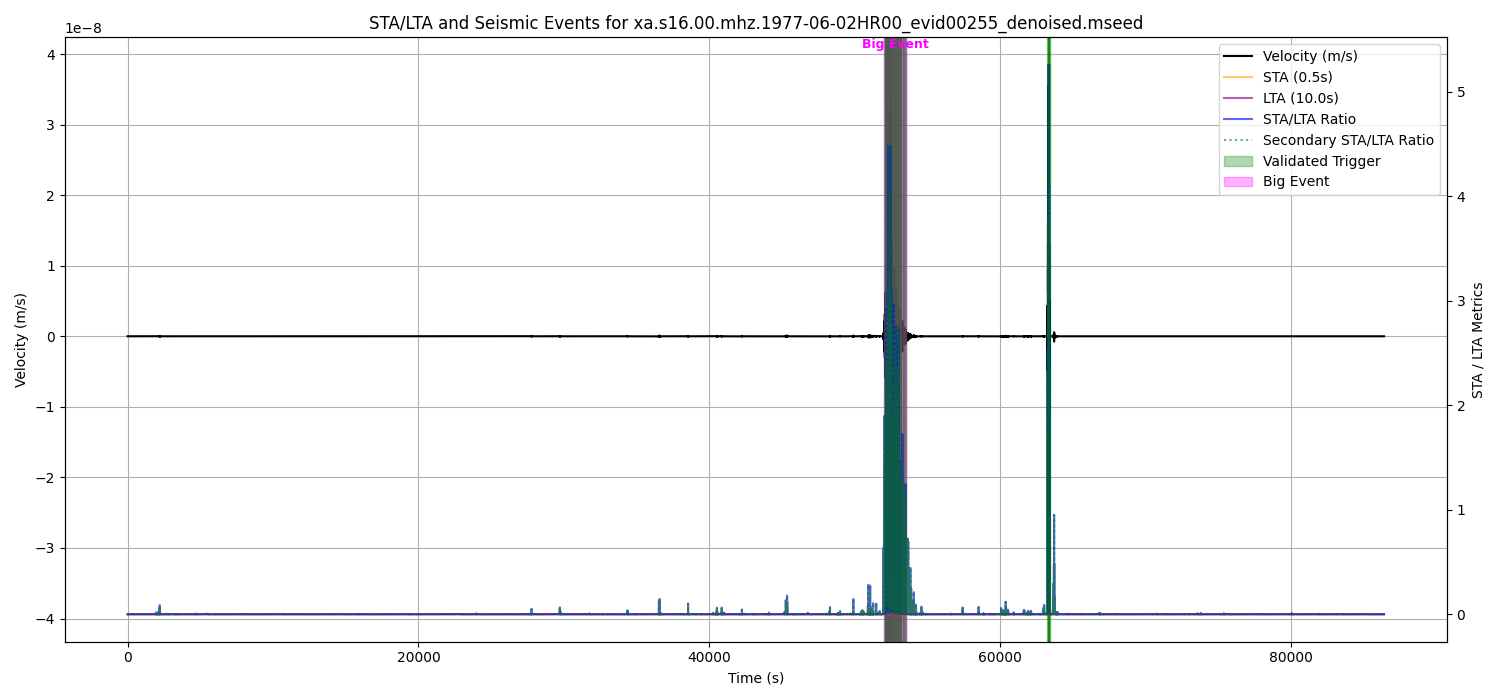 STA/LTA and Seismic Events for xa.s16.00.mhz.1977-06-02HR00_evid00255_denoised.mseed
1e−8
Big Event
Velocity (m/s)
STA (0.5s)
LTA (10.0s)
STA/LTA Ratio
Secondary STA/LTA Ratio
Validated Trigger
Big Event
4
3
2
1
0
−1
−2
−3
−4
Velocity (m/s)
5
4
3
2
1
0
STA / LTA Metrics
0
20000
40000
60000
80000
Time (s)